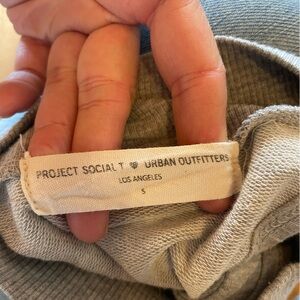 PROJECT SOCIAL T URBAN OUTFITTERS
LOS ANGELES
S